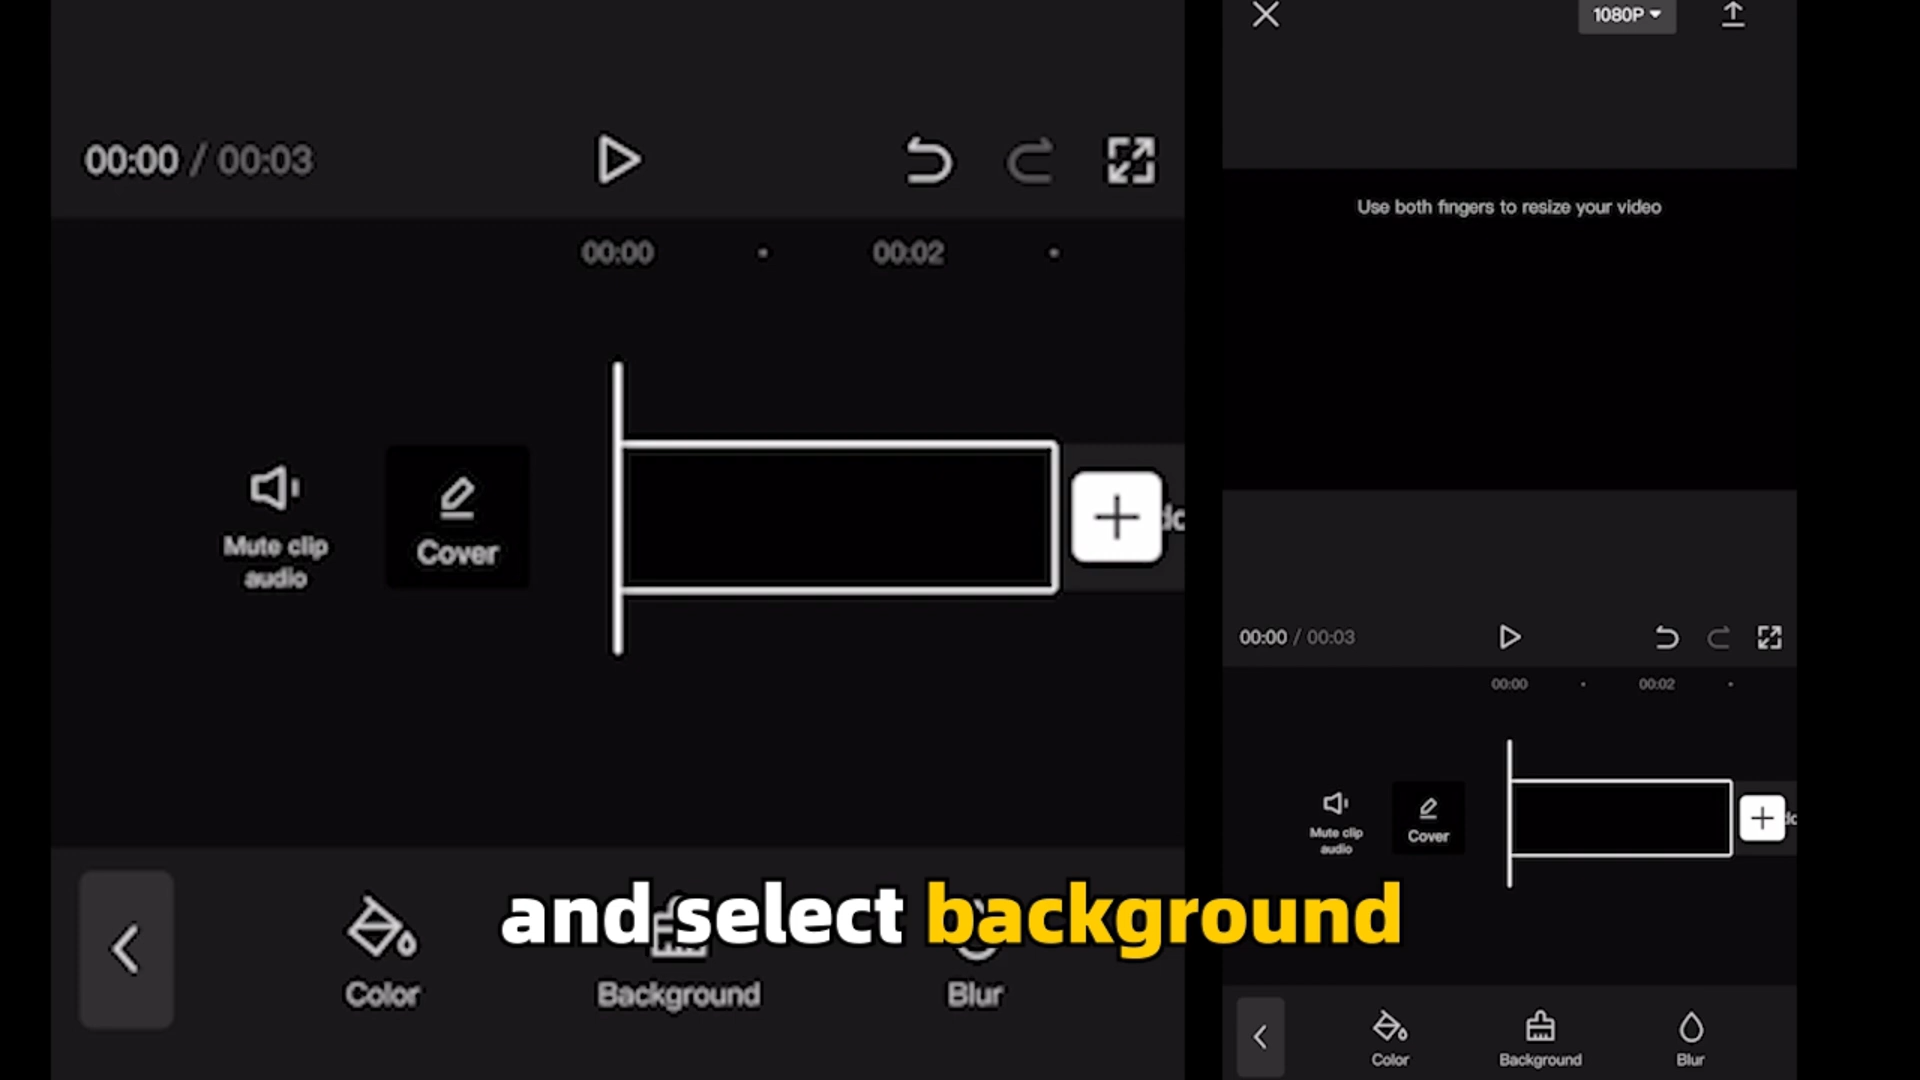 00:00 / 00:03
00:00
00:02
Mute clip
audio
Cover
and select background
Color
Background
Blur
1080P
Use both fingers to resize your video
00:00 / 00:03
00:00
00:02
Mute clip
audio
Cover
Color
Background
Blur